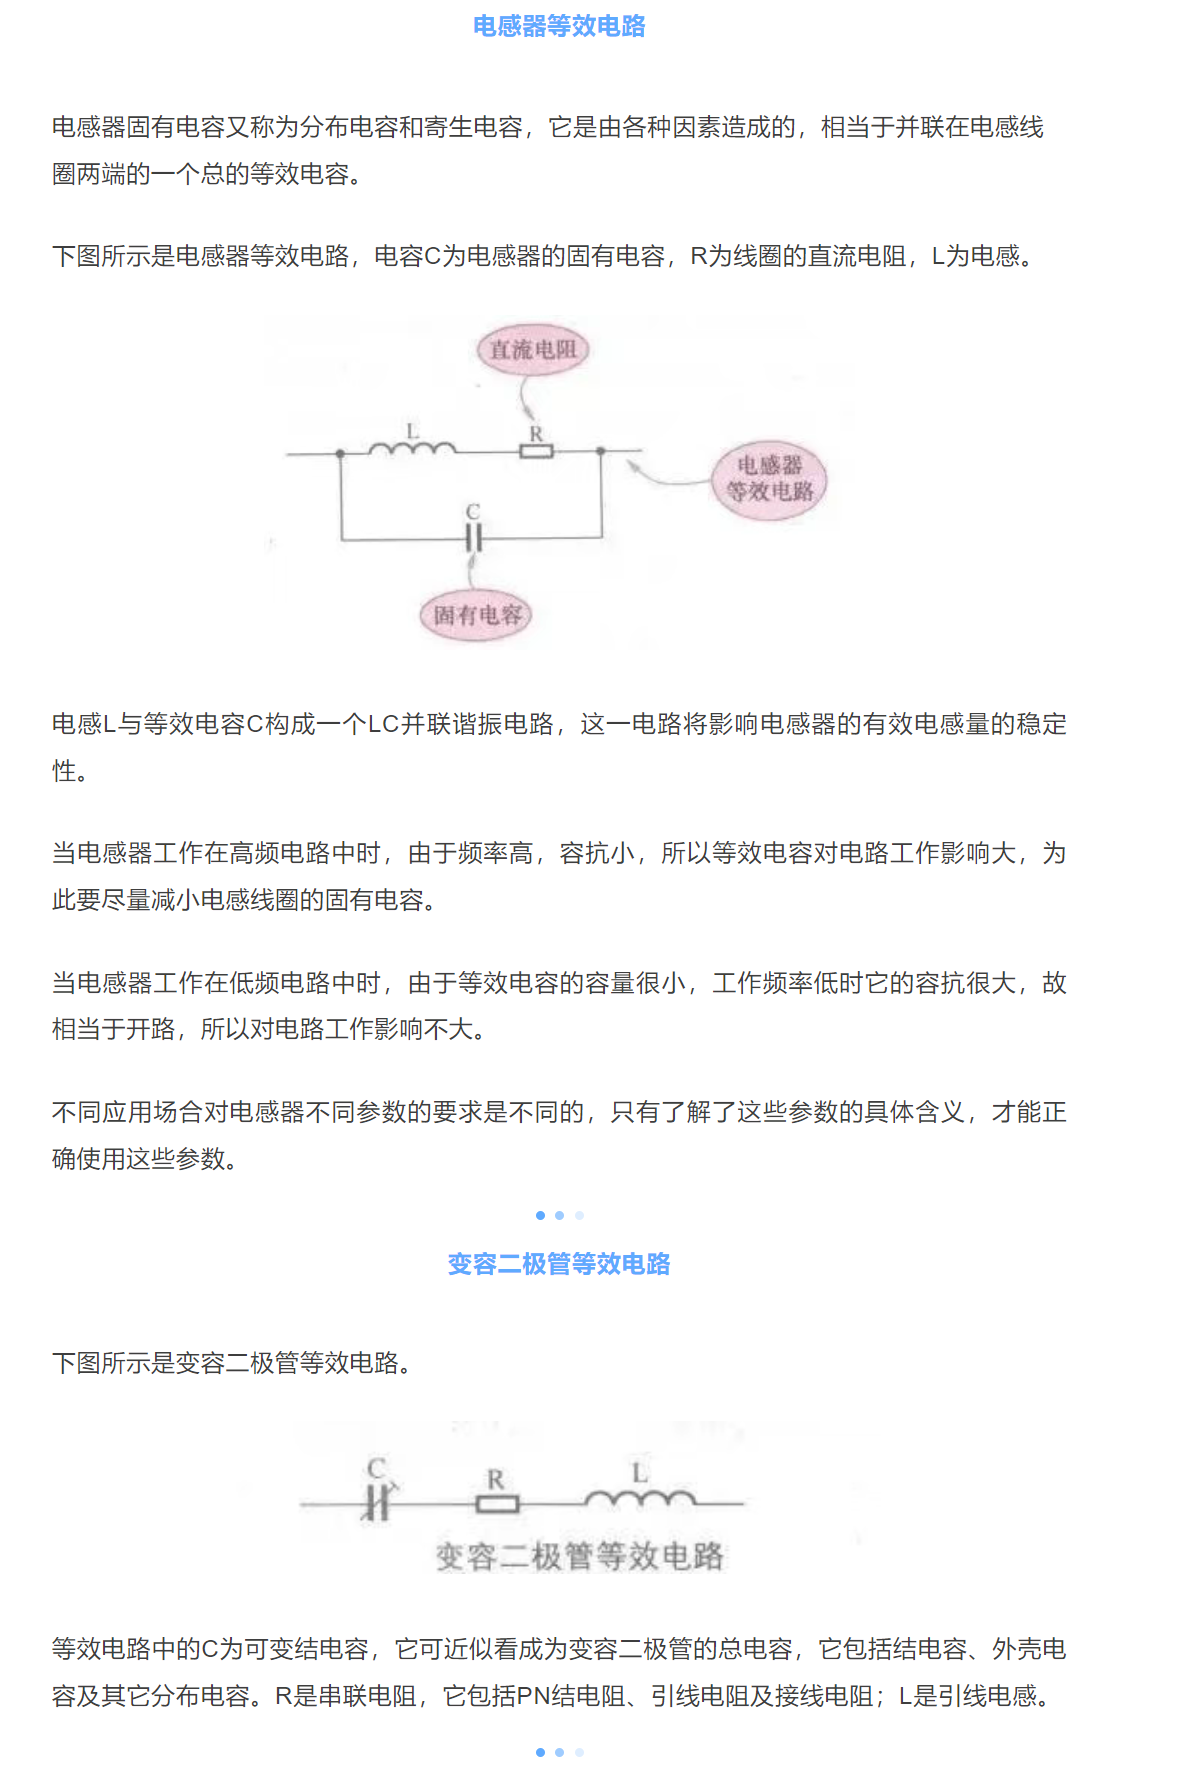 电感器等效电路
电感器固有电容又称为分布电容和寄生电容，它是由各种因素造成的，相当于并联在电感线
圈两端的一个总的等效电容。
下图所示是电感器等效电路，电容C为电感器的固有电容，R为线圈的直流电阻，L为电感。
直流电阻
L
R
电感器
等效电路
C
固有电容
电感L与等效电容C构成一个LC并联谐振电路，这一电路将影响电感器的有效电感量的稳定
性。
当电感器工作在高频电路中时，由于频率高，容抗小，所以等效电容对电路工作影响大，为
此要尽量减小电感线圈的固有电容。
当电感器工作在低频电路中时，由于等效电容的容量很小，工作频率低时它的容抗很大，故
相当于开路，所以对电路工作影响不大。
不同应用场合对电感器不同参数的要求是不同的，只有了解了这些参数的具体含义，才能正
确使用这些参数。
变容二极管等效电路
下图所示是变容二极管等效电路。
C
R
L
变容二极管等效电路
等效电路中的C为可变结电容，它可近似看成为变容二极管的总电容，它包括结电容、外壳电
容及其它分布电容。R是串联电阻，它包括PN结电阻、引线电阻及接线电阻；L是引线电感。